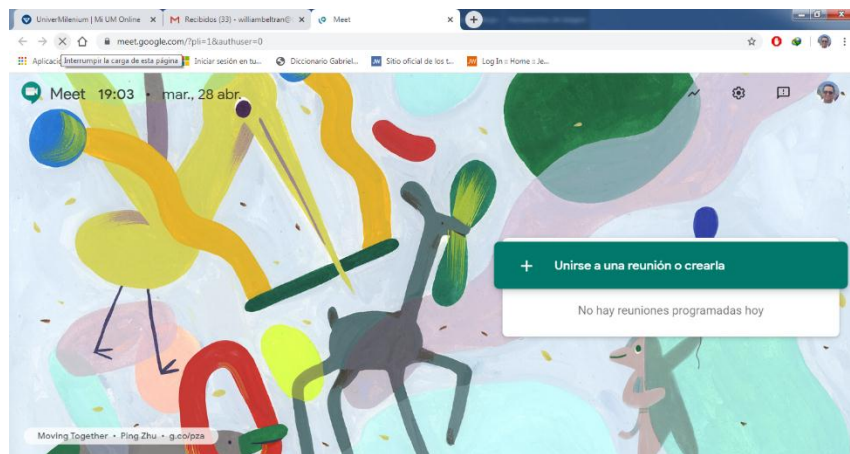 UniverMilenium | Mi UM Online
Recibidos (33) - williambeltran@
Meet
meet.google.com/?pli=1&authuser=0
Aplicacio
Interrumpir la carga de esta página
Iniciar sesión en tu...
Diccionario Gabriel...
Sitio oficial de los t...
Log In :: Home :: Je...
Meet 19:03 • mar., 28 abr.
+ Unirse a una reunión o crearla
No hay reuniones programadas hoy
Moving Together • Ping Zhu • g.co/pza